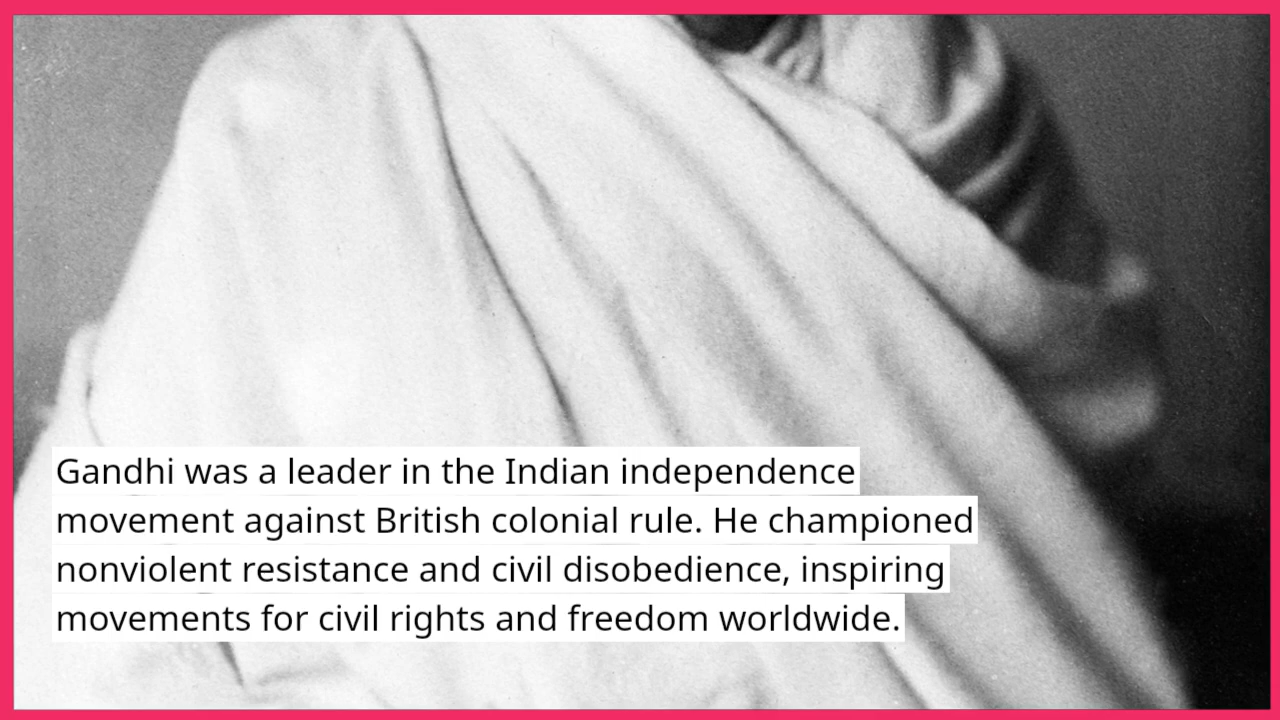 Gandhi was a leader in the Indian independence
movement against British colonial rule. He championed
nonviolent resistance and civil disobedience, inspiring
movements for civil rights and freedom worldwide.